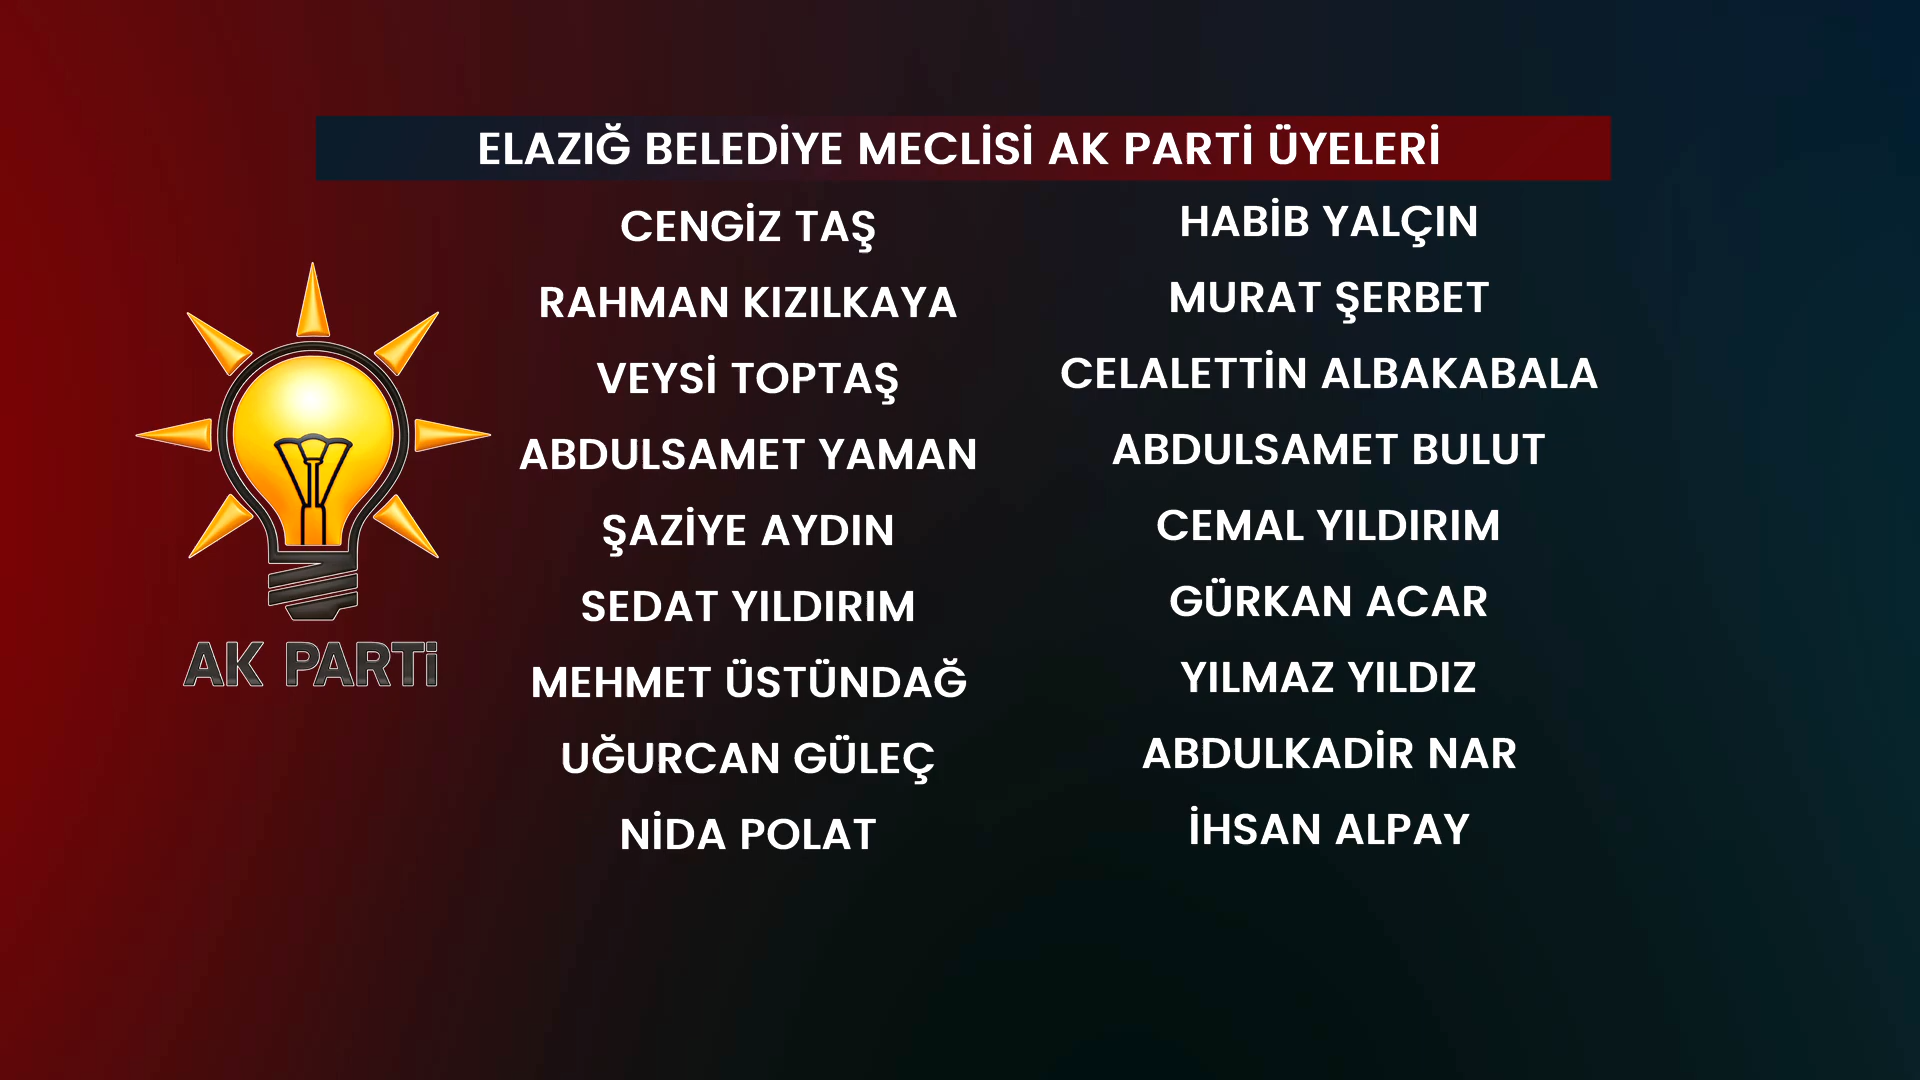 ELAZIĞ BELEDİYE MECLİSİ AK PARTİ ÜYELERİ
CENGİZ TAŞ
RAHMAN KIZILKAYA
VEYSİ TOPTAŞ
ABDULSAMET YAMAN
ŞAZİYE AYDIN
SEDAT YILDIRIM
MEHMET ÜSTÜNDAĞ
UĞURCAN GÜLEÇ
NİDA POLAT
HABİB YALÇIN
MURAT ŞERBET
CELALETTİN ALBAKABALA
ABDULSAMET BULUT
CEMAL YILDIRIM
GÜRKAN ACAR
YILMAZ YILDIZ
ABDULKADİR NAR
İHSAN ALPAY
AK PARTi